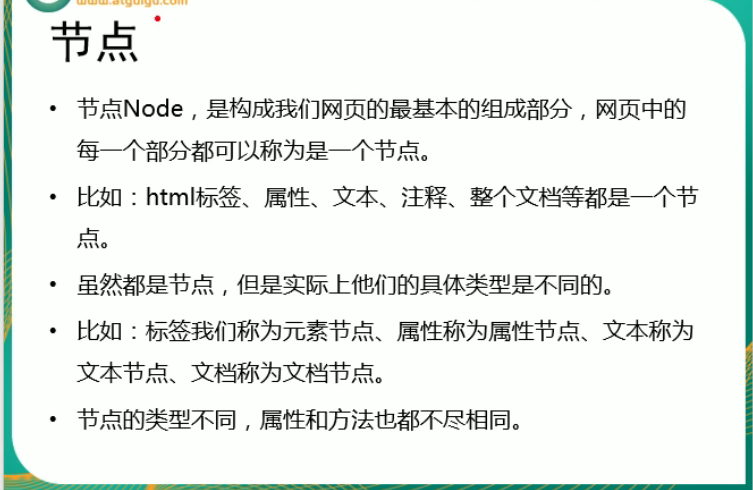 www.atguigu.com
节点
• 节点Node，是构成我们网页的最基本的组成部分，网页中的
每一个部分都可以称为是一个节点。
• 比如：html标签、属性、文本、注释、整个文档等都是一个节
点。
• 虽然都是节点，但是实际上他们的具体类型是不同的。
• 比如：标签我们称为元素节点、属性称为属性节点、文本称为
文本节点、文档称为文档节点。
• 节点的类型不同，属性和方法也都不尽相同。